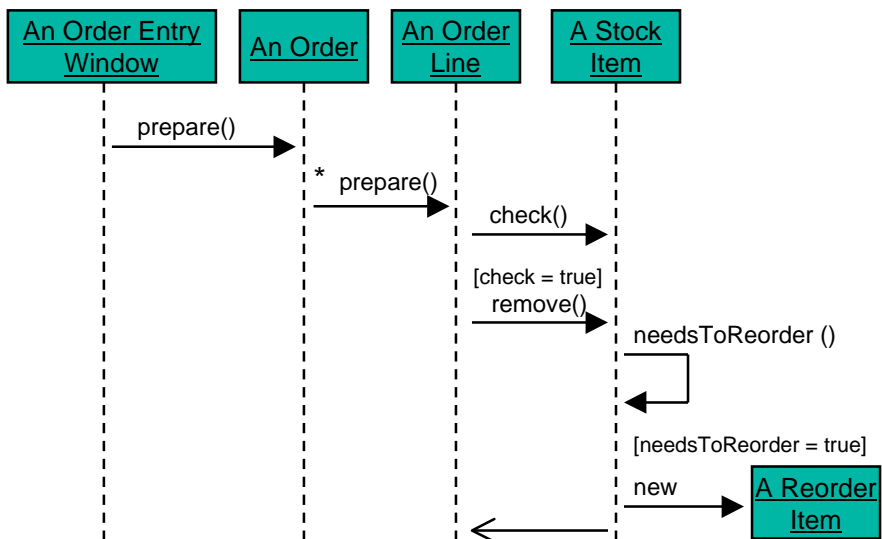 An Order Entry
Window
An Order
An Order
Line
A Stock
Item
prepare()
* prepare()
check()
[check = true]
remove()
needsToReorder ()
[needsToReorder = true]
new
A Reorder
Item